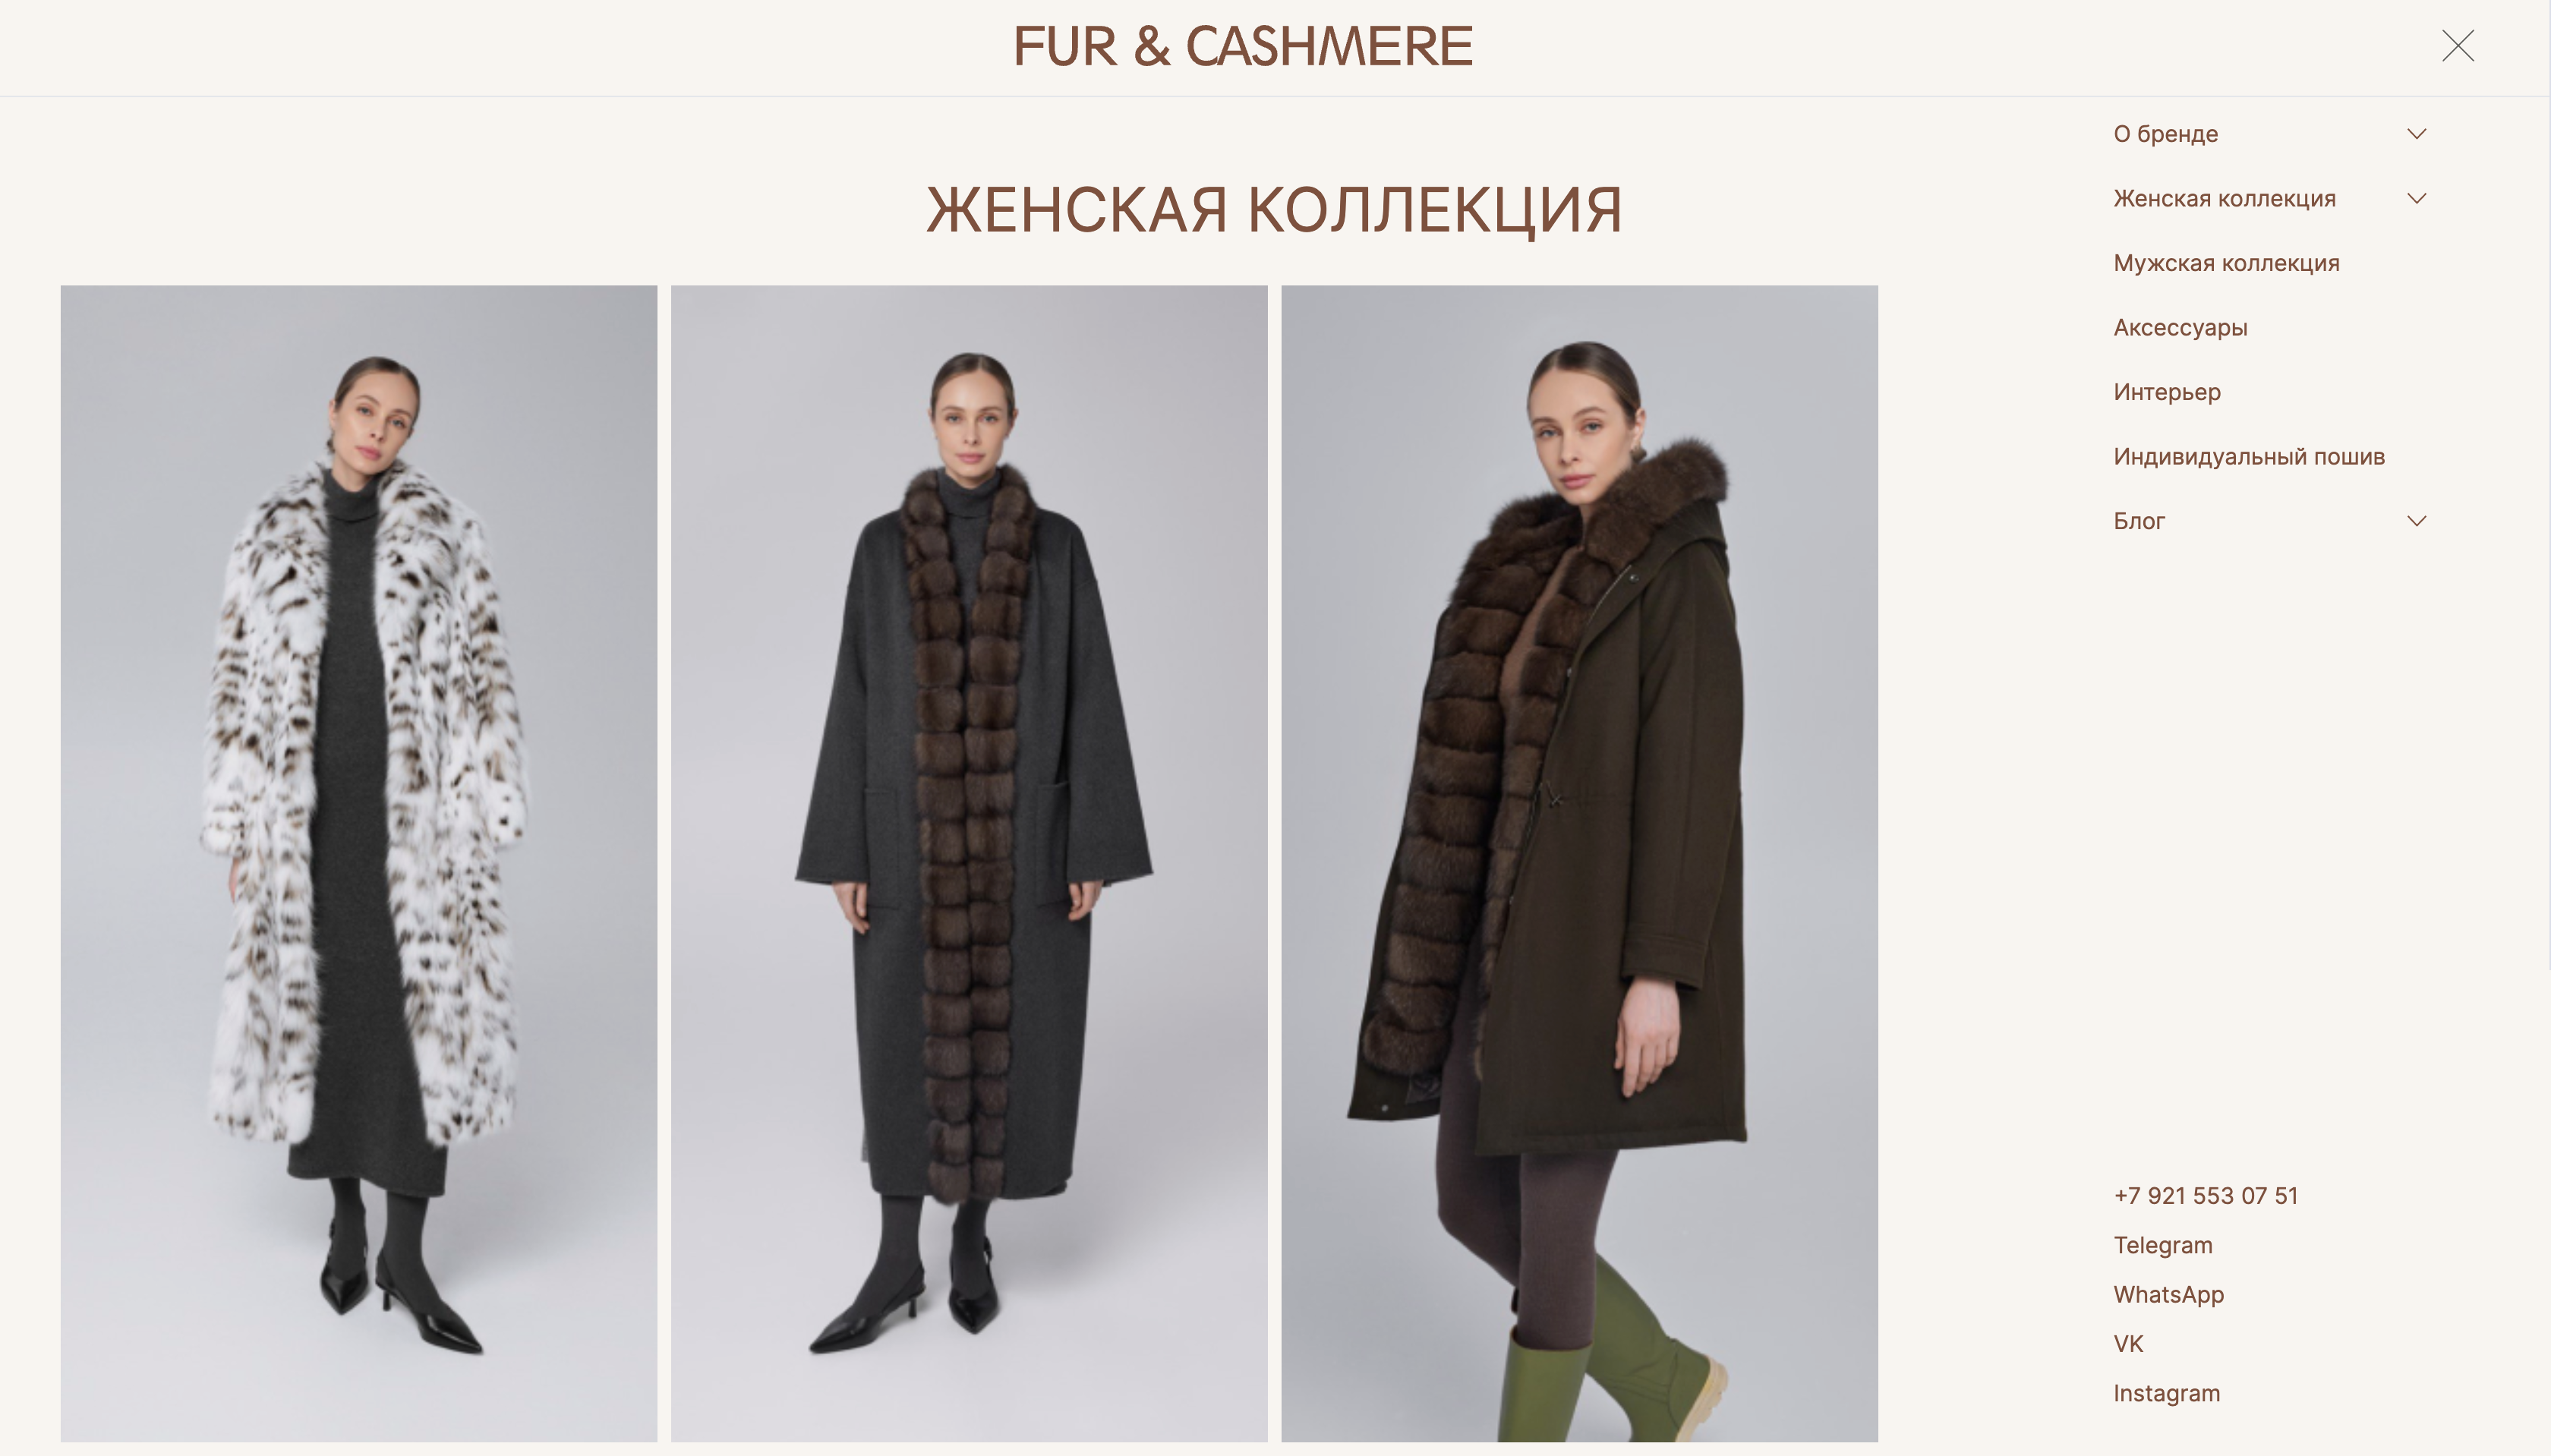 FUR & CASHMERE
О бренде
Женская коллекция
Мужская коллекция
Аксессуары
Интерьер
Индивидуальный пошив
Блог
ЖЕНСКАЯ КОЛЛЕКЦИЯ
+7 921 553 07 51
Telegram
WhatsApp
VK
Instagram